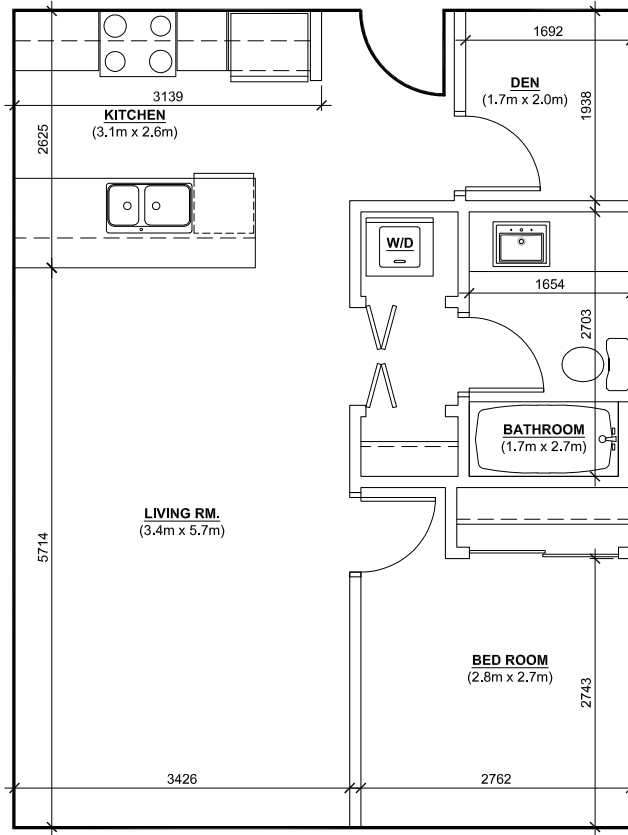 1692
DEN
(1.7m x 2.0m)
1938
3139
KITCHEN
(3.1m x 2.6m)
2625
W/D
1654
2703
BATHROOM
(1.7m x 2.7m)
LIVING RM.
(3.4m x 5.7m)
5714
BED ROOM
(2.8m x 2.7m)
2743
3426
2762